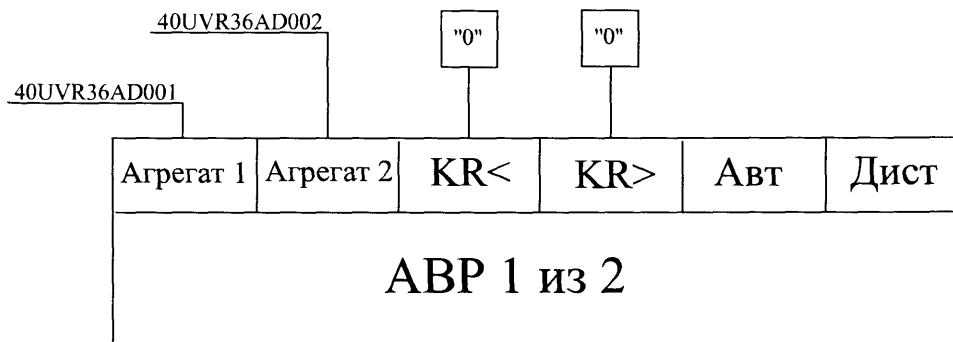 40UVR36AD002
"0" "0"
40UVR36AD001
Агрегат 1 Агрегат 2 KR< KR> Авт Дист
АВР 1 из 2